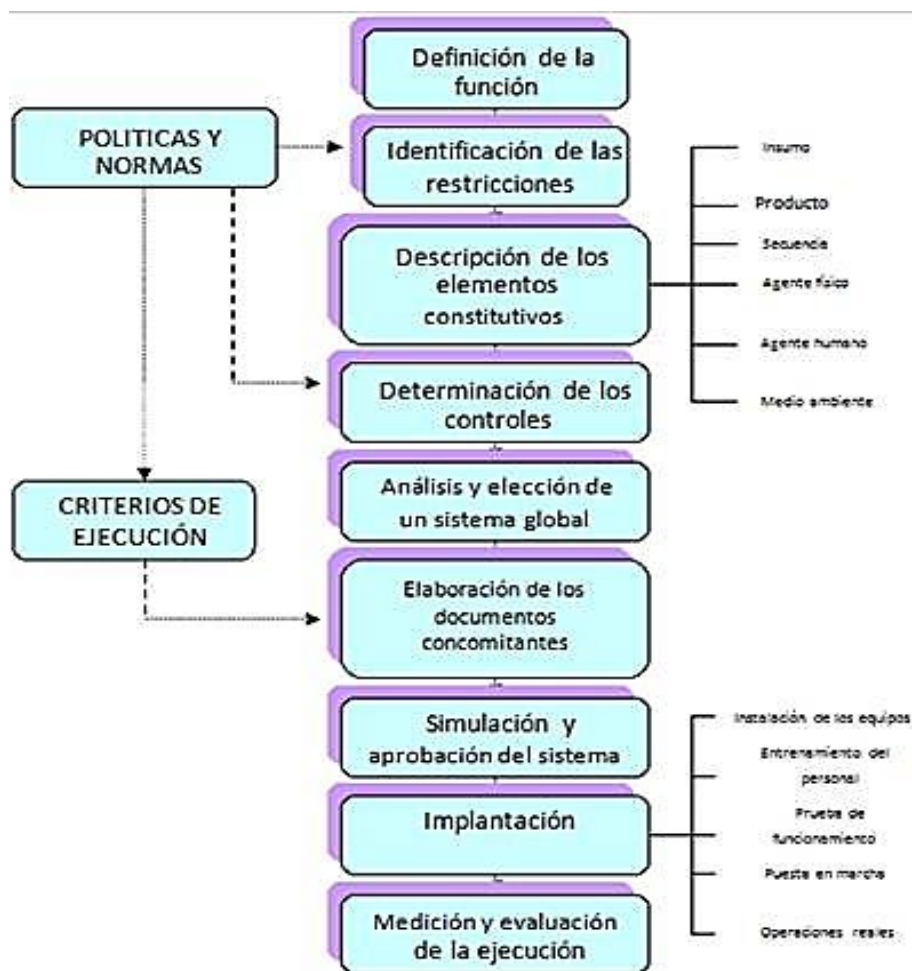 Definición de la
función
POLITICAS Y
NORMAS
Identificación de las
restricciones
Descripción de los
elementos
constitutivos
Insumo
Producto
Secuencia
Agente físico
Agente humano
Medio ambiente
Determinación de los
controles
Análisis y elección de
un sistema global
CRITERIOS DE
EJECUCIÓN
Elaboración de los
documentos
concomitantes
Simulación y
aprobación del sistema
Implantación
Instalación de los equipos
Entrenamiento del
personal
Prueba de
funcionamiento
Puesta en marcha
Operaciones reales
Medición y evaluación
de la ejecución